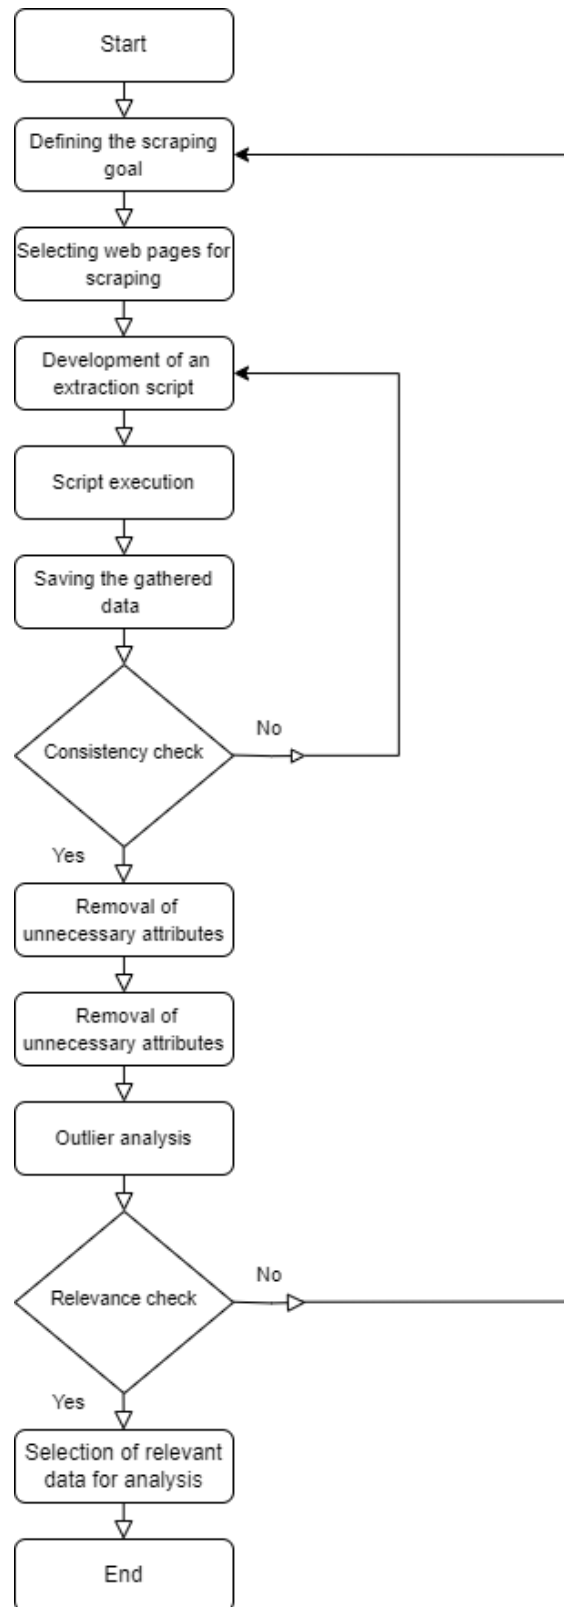 Start
Defining the scraping
goal
Selecting web pages for
scraping
Development of an
extraction script
Script execution
Saving the gathered
data
No
Consistency check
Yes
Removal of
unnecessary attributes
Removal of
unnecessary attributes
Outlier analysis
No
Relevance check
Yes
Selection of relevant
data for analysis
End